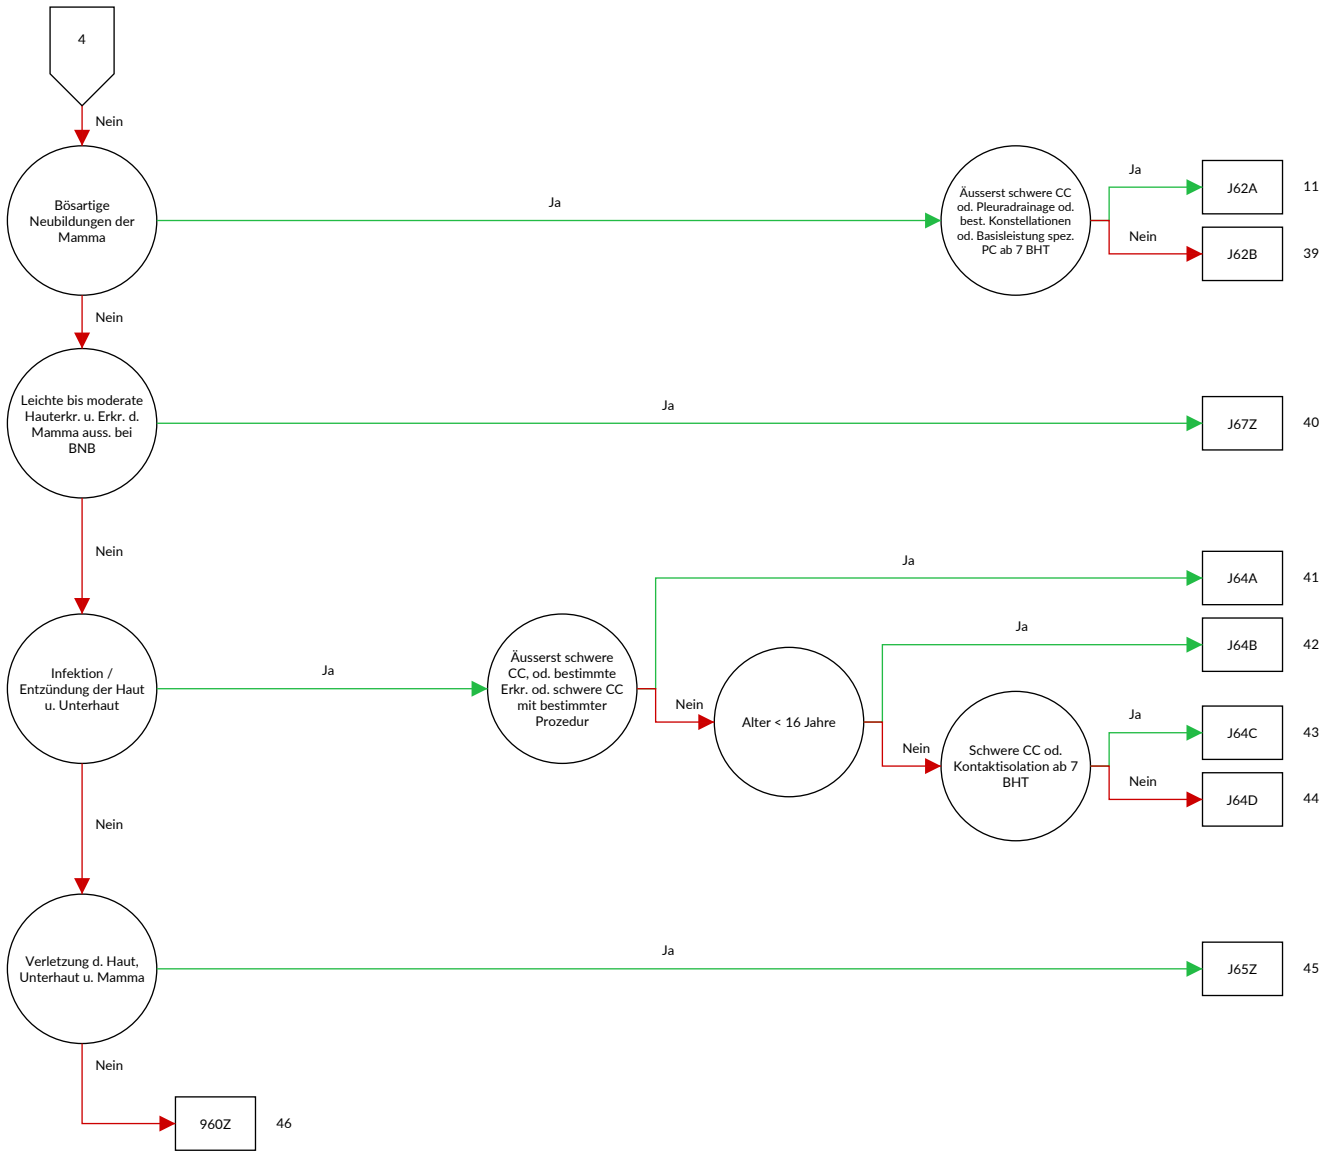 4
Nein
Bösartige
Neubildungen der
Mamma
Ja
Äusserst schwere CC
od. Pleuradrainage od.
best. Konstellationen
od. Basisleistung spez.
PC ab 7 BHT
Ja
J62A
11
Nein
J62B
39
Nein
Leichte bis moderate
Hauterkr. u. Erkr. d.
Mamma auss. bei
BNB
Ja
J67Z
40
Nein
Infektion /
Entzündung der Haut
u. Unterhaut
Ja
Äusserst schwere
CC, od. bestimmte
Erkr. od. schwere CC
mit bestimmter
Prozedur
Ja
J64A
41
Nein
Alter < 16 Jahre
Ja
J64B
42
Nein
Schwere CC od.
Kontaktisolation ab 7
BHT
Ja
J64C
43
Nein
J64D
44
Nein
Verletzung d. Haut,
Unterhaut u. Mamma
Ja
J65Z
45
Nein
960Z
46